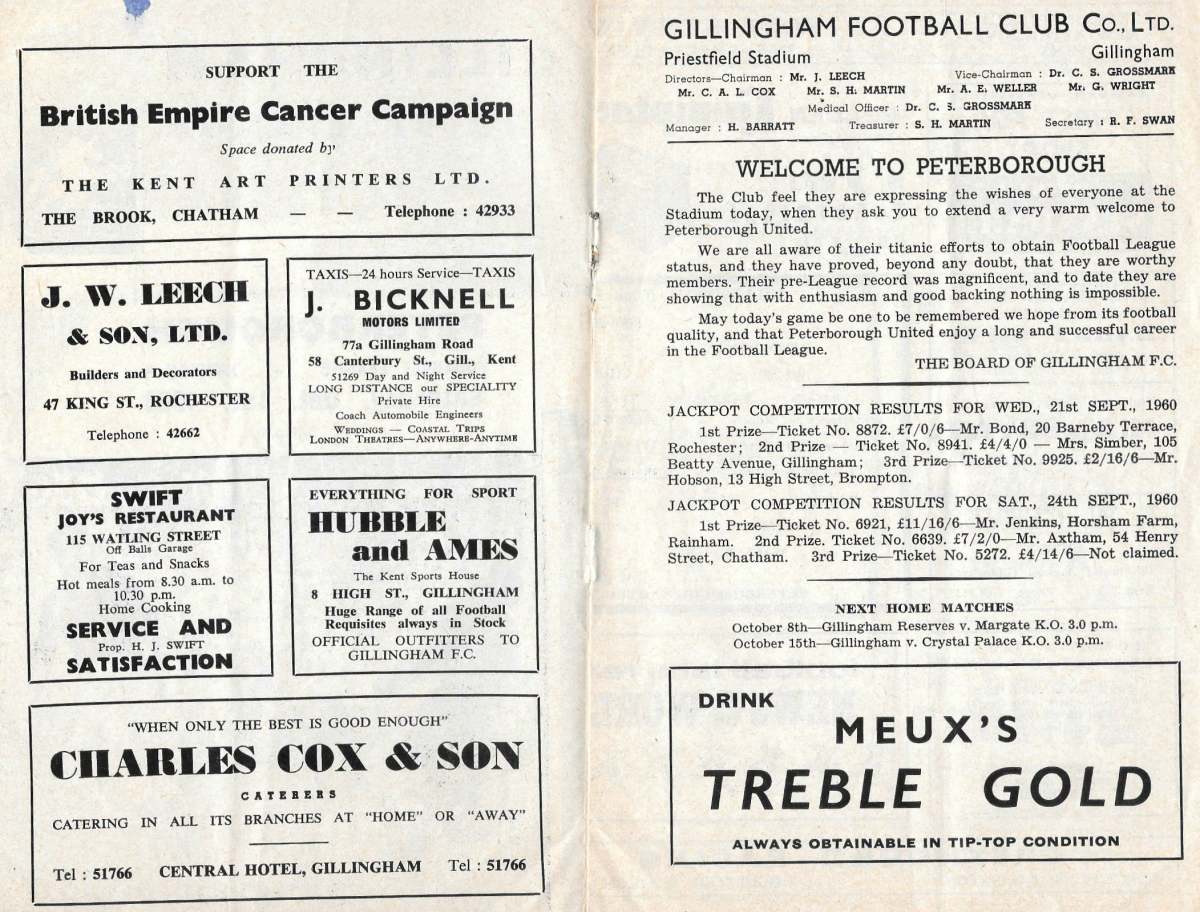 SUPPORT THE
British Empire Cancer Campaign
Space donated by
THE KENT ART PRINTERS LTD.
THE BROOK, CHATHAM — — Telephone : 42933
J. W. LEECH
& SON, LTD.
Builders and Decorators
47 KING ST., ROCHESTER
Telephone : 42662
TAXIS—24 hours Service—TAXIS
J. BICKNELL
MOTORS LIMITED
77a Gillingham Road
58 Canterbury St., Gill., Kent
51269 Day and Night Service
LONG DISTANCE our SPECIALITY
Private Hire
Coach Automobile Engineers
WEDDINGS — COASTAL TRIPS
LONDON THEATRES—ANYWHERE-ANYTIME
SWIFT
JOY'S RESTAURANT
115 WATLING STREET
Off Balls Garage
For Teas and Snacks
Hot meals from 8.30 a.m. to
10.30 p.m.
Home Cooking
SERVICE AND
Prop. H. J. SWIFT
SATISFACTION
EVERYTHING FOR SPORT
HUBBLE
and AMES
The Kent Sports House
8 HIGH ST., GILLINGHAM
Huge Range of all Football
Requisites always in Stock
OFFICIAL OUTFITTERS TO
GILLINGHAM F.C.
"WHEN ONLY THE BEST IS GOOD ENOUGH"
CHARLES COX & SON
CATERERS
CATERING IN ALL ITS BRANCHES AT "HOME" OR "AWAY"
Tel : 51766 CENTRAL HOTEL, GILLINGHAM Tel : 51766
GILLINGHAM FOOTBALL CLUB Co., LTD.
Priestfield Stadium Gillingham
Directors—Chairman : Mr. J. LEECH Vice-Chairman : Dr. C. S. GROSSMARK
Mr. C. A. L. COX Mr. S. H. MARTIN Mr. A. E. WELLER Mr. G. WRIGHT
Medical Officer : Dr. C. S. GROSSMARK
Manager : H. BARRATT Treasurer : S. H. MARTIN Secretary : R. F. SWAN
WELCOME TO PETERBOROUGH
The Club feel they are expressing the wishes of everyone at the
Stadium today, when they ask you to extend a very warm welcome to
Peterborough United.
We are all aware of their titanic efforts to obtain Football League
status, and they have proved, beyond any doubt, that they are worthy
members. Their pre-League record was magnificent, and to date they are
showing that with enthusiasm and good backing nothing is impossible.
May today's game be one to be remembered we hope from its football
quality, and that Peterborough United enjoy a long and successful career
in the Football League.
THE BOARD OF GILLINGHAM F.C.
JACKPOT COMPETITION RESULTS FOR WED., 21st SEPT., 1960
1st Prize—Ticket No. 8872. £7/0/6—Mr. Bond, 20 Barneby Terrace,
Rochester; 2nd Prize — Ticket No. 8941. £4/4/0 — Mrs. Simber, 105
Beatty Avenue, Gillingham; 3rd Prize—Ticket No. 9925. £2/16/6—Mr.
Hobson, 13 High Street, Brompton.
JACKPOT COMPETITION RESULTS FOR SAT., 24th SEPT., 1960
1st Prize—Ticket No. 6921, £11/16/6—Mr. Jenkins, Horsham Farm,
Rainham. 2nd Prize. Ticket No. 6639. £7/2/0—Mr. Axtham, 54 Henry
Street, Chatham. 3rd Prize—Ticket No. 5272. £4/14/6—Not claimed.
NEXT HOME MATCHES
October 8th—Gillingham Reserves v. Margate K.O. 3.0 p.m.
October 15th—Gillingham v. Crystal Palace K.O. 3.0 p.m.
DRINK
MEUX'S
TREBLE GOLD
ALWAYS OBTAINABLE IN TIP-TOP CONDITION